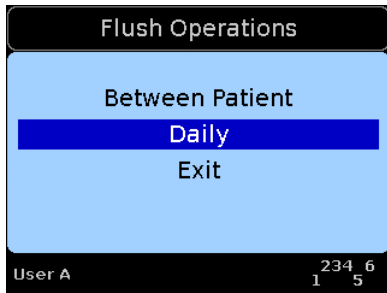 Flush Operations
Between Patient
Daily
Exit
User A
1 234 5 6